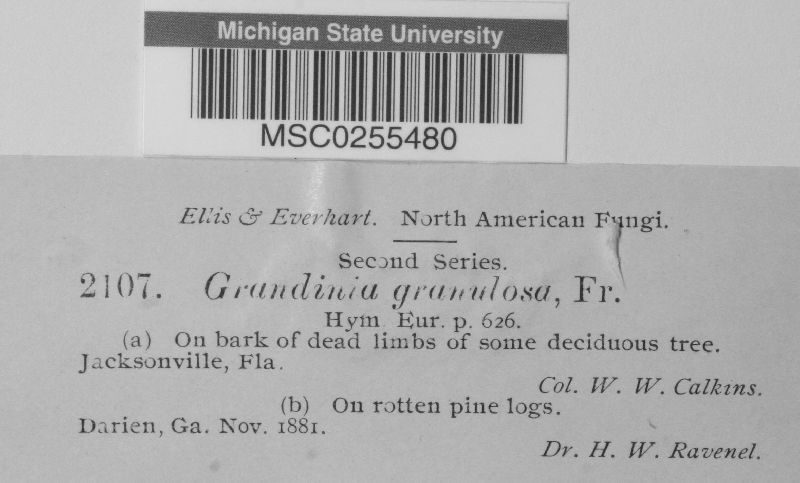 Michigan State University
MSC0255480
Ellis & Everhart. North American Fungi.
Second Series.
2107. Grandinia granulosa, Fr.
Hym. Eur. p. 626.
(a) On bark of dead limbs of some deciduous tree.
Jacksonville, Fla.
Col. W. W. Calkins.
(b) On rotten pine logs.
Darien, Ga. Nov. 1881.
Dr. H. W. Ravenel.